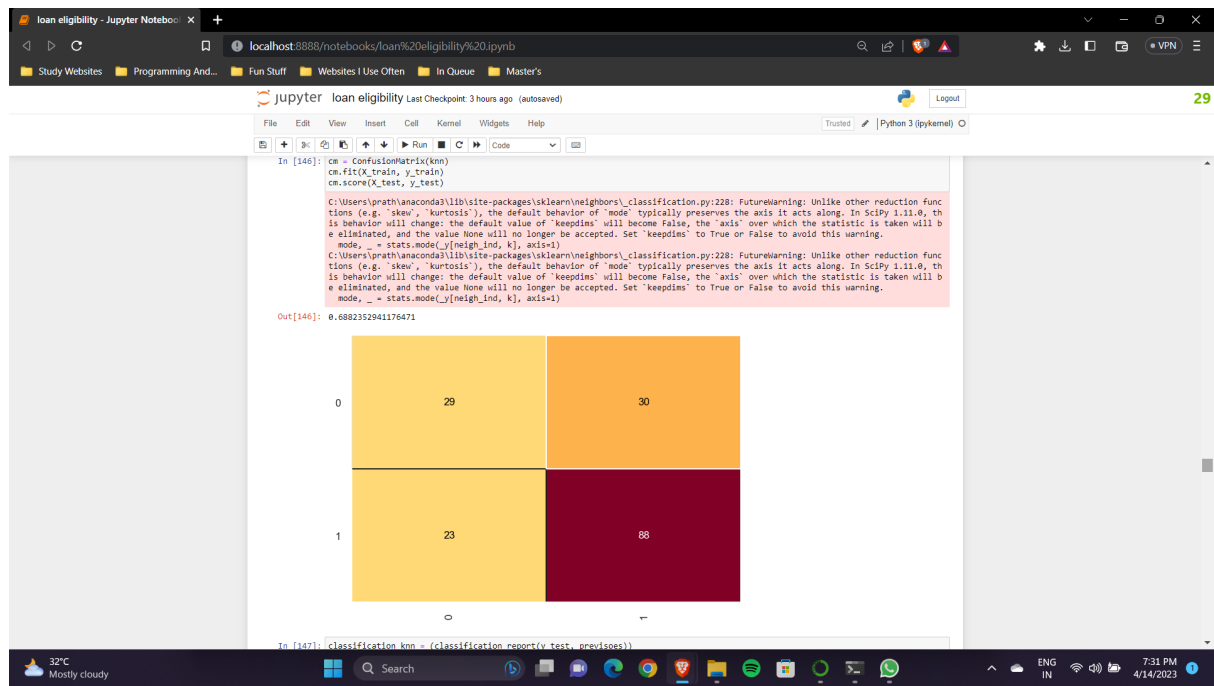 loan eligibility - Jupyter Noteboo
localhost:8888/notebooks/loan%20eligibility%20.ipynb
VPN
Study Websites Programming And... Fun Stuff Websites I Use Often In Queue Master's
jupyter loan eligibility Last Checkpoint: 3 hours ago (autosaved)
Logout
29
File Edit View Insert Cell Kernel Widgets Help
Trusted Python 3 (ipykernel)
Run Code
In [146]: cm = ConfusionMatrix(knn)
cm.fit(X_train, y_train)
cm.score(X_test, y_test)
C:\Users\prath\anaconda3\lib\site-packages\sklearn\neighbors\_classification.py:228: FutureWarning: Unlike other reduction func
tions (e.g. `skew`, `kurtosis`), the default behavior of `mode` typically preserves the axis it acts along. In SciPy 1.11.0, th
is behavior will change: the default value of `keepdims` will become False, the `axis` over which the statistic is taken will b
e eliminated, and the value None will no longer be accepted. Set `keepdims` to True or False to avoid this warning.
mode, _ = stats.mode(_y[neigh_ind, k], axis=1)
C:\Users\prath\anaconda3\lib\site-packages\sklearn\neighbors\_classification.py:228: FutureWarning: Unlike other reduction func
tions (e.g. `skew`, `kurtosis`), the default behavior of `mode` typically preserves the axis it acts along. In SciPy 1.11.0, th
is behavior will change: the default value of `keepdims` will become False, the `axis` over which the statistic is taken will b
e eliminated, and the value None will no longer be accepted. Set `keepdims` to True or False to avoid this warning.
mode, _ = stats.mode(_y[neigh_ind, k], axis=1)
Out[146]: 0.6882352941176471
0 29 30
1 23 88
0 1
In [147]: classification knn = (classification report(y test, previsoes))
32°C
Mostly cloudy
Search
ENG
IN
7:31 PM
4/14/2023
1